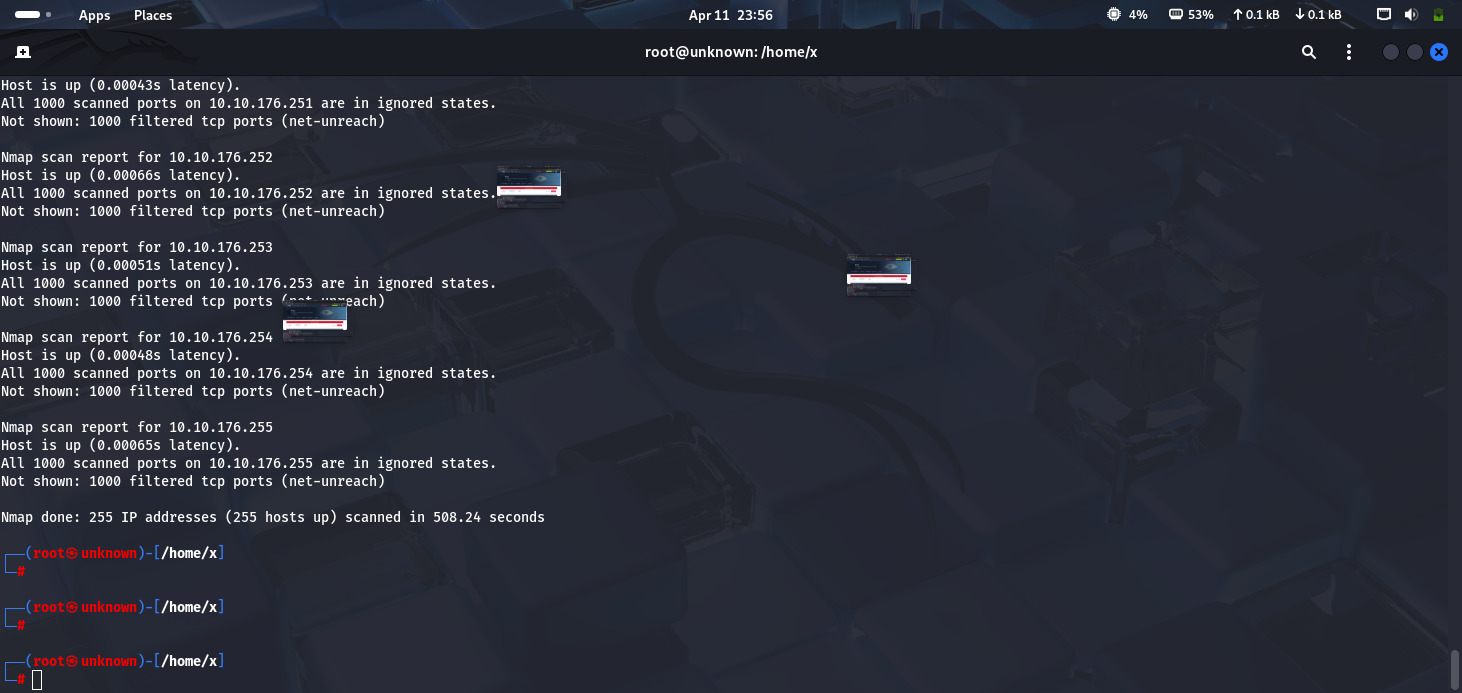 Apps Places Apr 11 23:56 4% 53% 0.1 kB 0.1 kB
root@unknown: /home/x
Host is up (0.00043s latency).
All 1000 scanned ports on 10.10.176.251 are in ignored states.
Not shown: 1000 filtered tcp ports (net-unreach)
Nmap scan report for 10.10.176.252
Host is up (0.00066s latency).
All 1000 scanned ports on 10.10.176.252 are in ignored states.
Not shown: 1000 filtered tcp ports (net-unreach)
Nmap scan report for 10.10.176.253
Host is up (0.00051s latency).
All 1000 scanned ports on 10.10.176.253 are in ignored states.
Not shown: 1000 filtered tcp ports (net-unreach)
Nmap scan report for 10.10.176.254
Host is up (0.00048s latency).
All 1000 scanned ports on 10.10.176.254 are in ignored states.
Not shown: 1000 filtered tcp ports (net-unreach)
Nmap scan report for 10.10.176.255
Host is up (0.00065s latency).
All 1000 scanned ports on 10.10.176.255 are in ignored states.
Not shown: 1000 filtered tcp ports (net-unreach)
Nmap done: 255 IP addresses (255 hosts up) scanned in 508.24 seconds
┌──(root㉿unknown)-[/home/x]
└─#
┌──(root㉿unknown)-[/home/x]
└─#
┌──(root㉿unknown)-[/home/x]
└─#